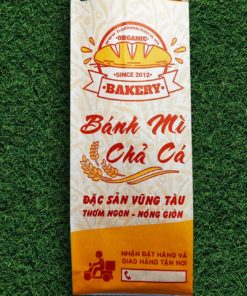 ORGANIC
SINCE 2012
BAKERY
Bánh Mì
Chả Cá
ĐẶC SẢN VŨNG TÀU
THƠM NGON - NÓNG GIÒN
NHẬN ĐẶT HÀNG VÀ
GIAO HÀNG TẬN NƠI